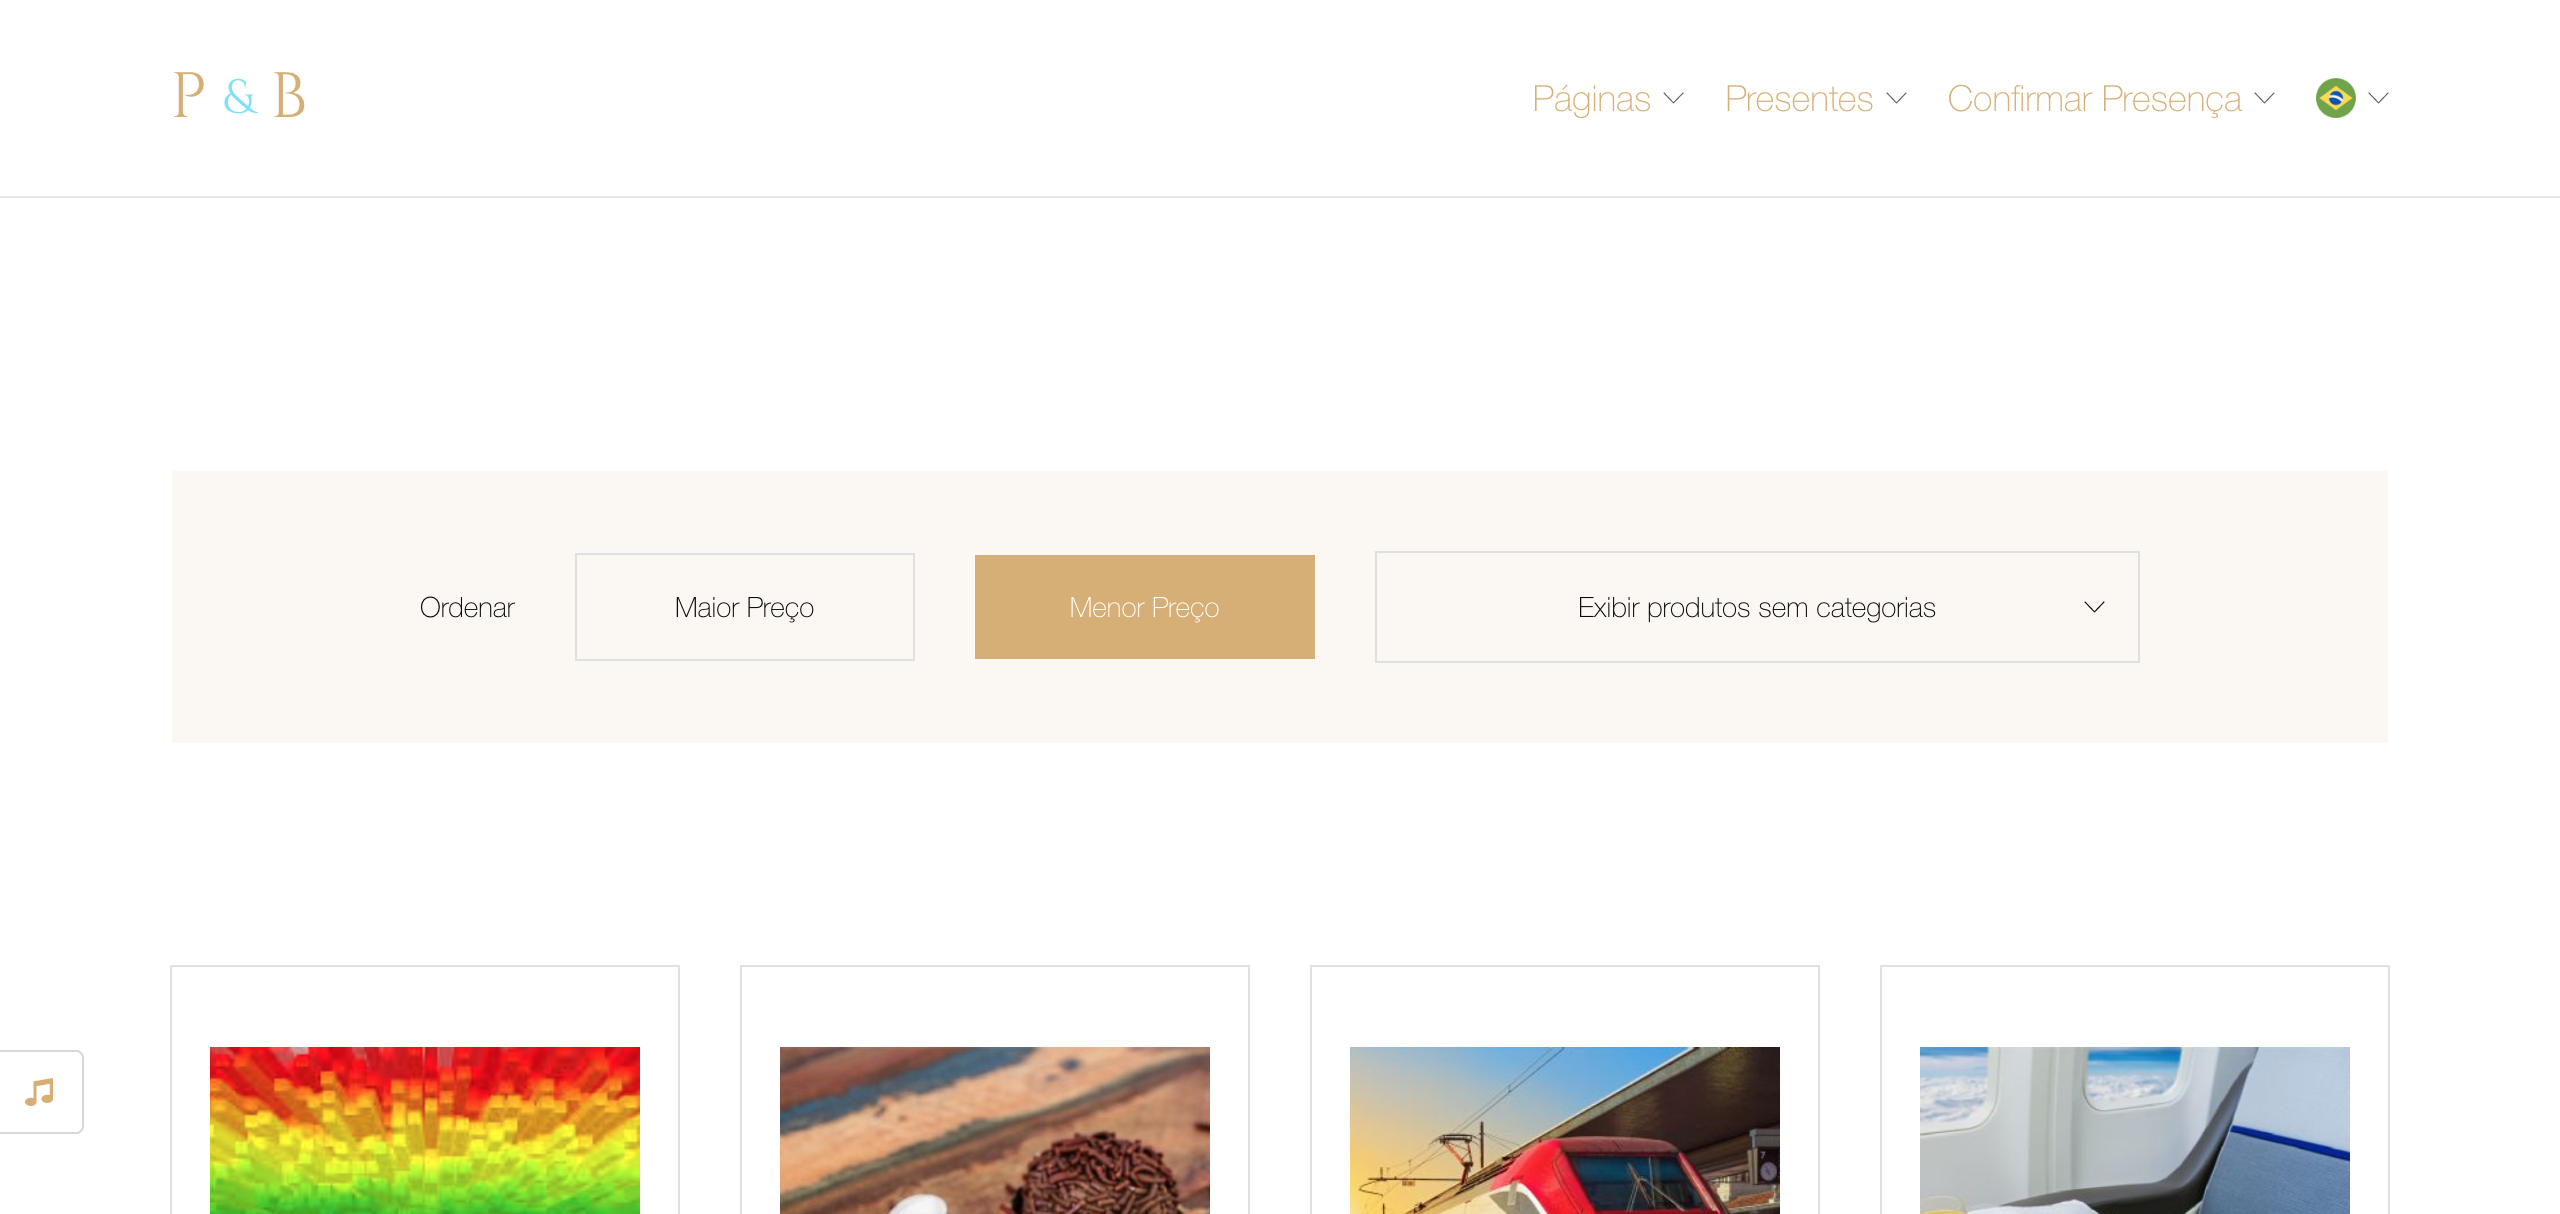 P & B
Páginas
Presentes
Confirmar Presença
Ordenar
Maior Preço
Menor Preço
Exibir produtos sem categorias